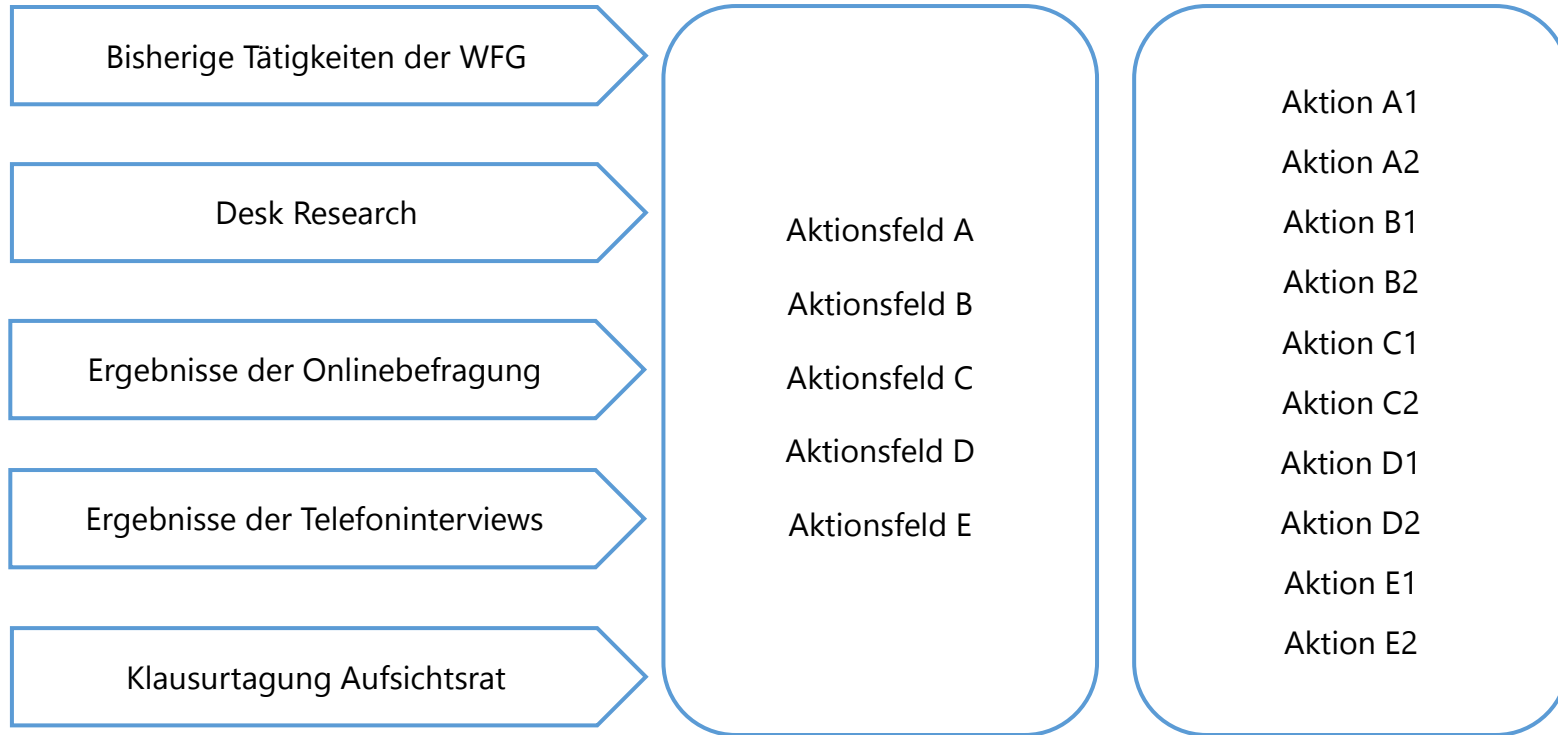 Bisherige Tätigkeiten der WFG
Desk Research
Ergebnisse der Onlinebefragung
Ergebnisse der Telefoninterviews
Klausurtagung Aufsichtsrat
Aktionsfeld A
Aktionsfeld B
Aktionsfeld C
Aktionsfeld D
Aktionsfeld E
Aktion A1
Aktion A2
Aktion B1
Aktion B2
Aktion C1
Aktion C2
Aktion D1
Aktion D2
Aktion E1
Aktion E2